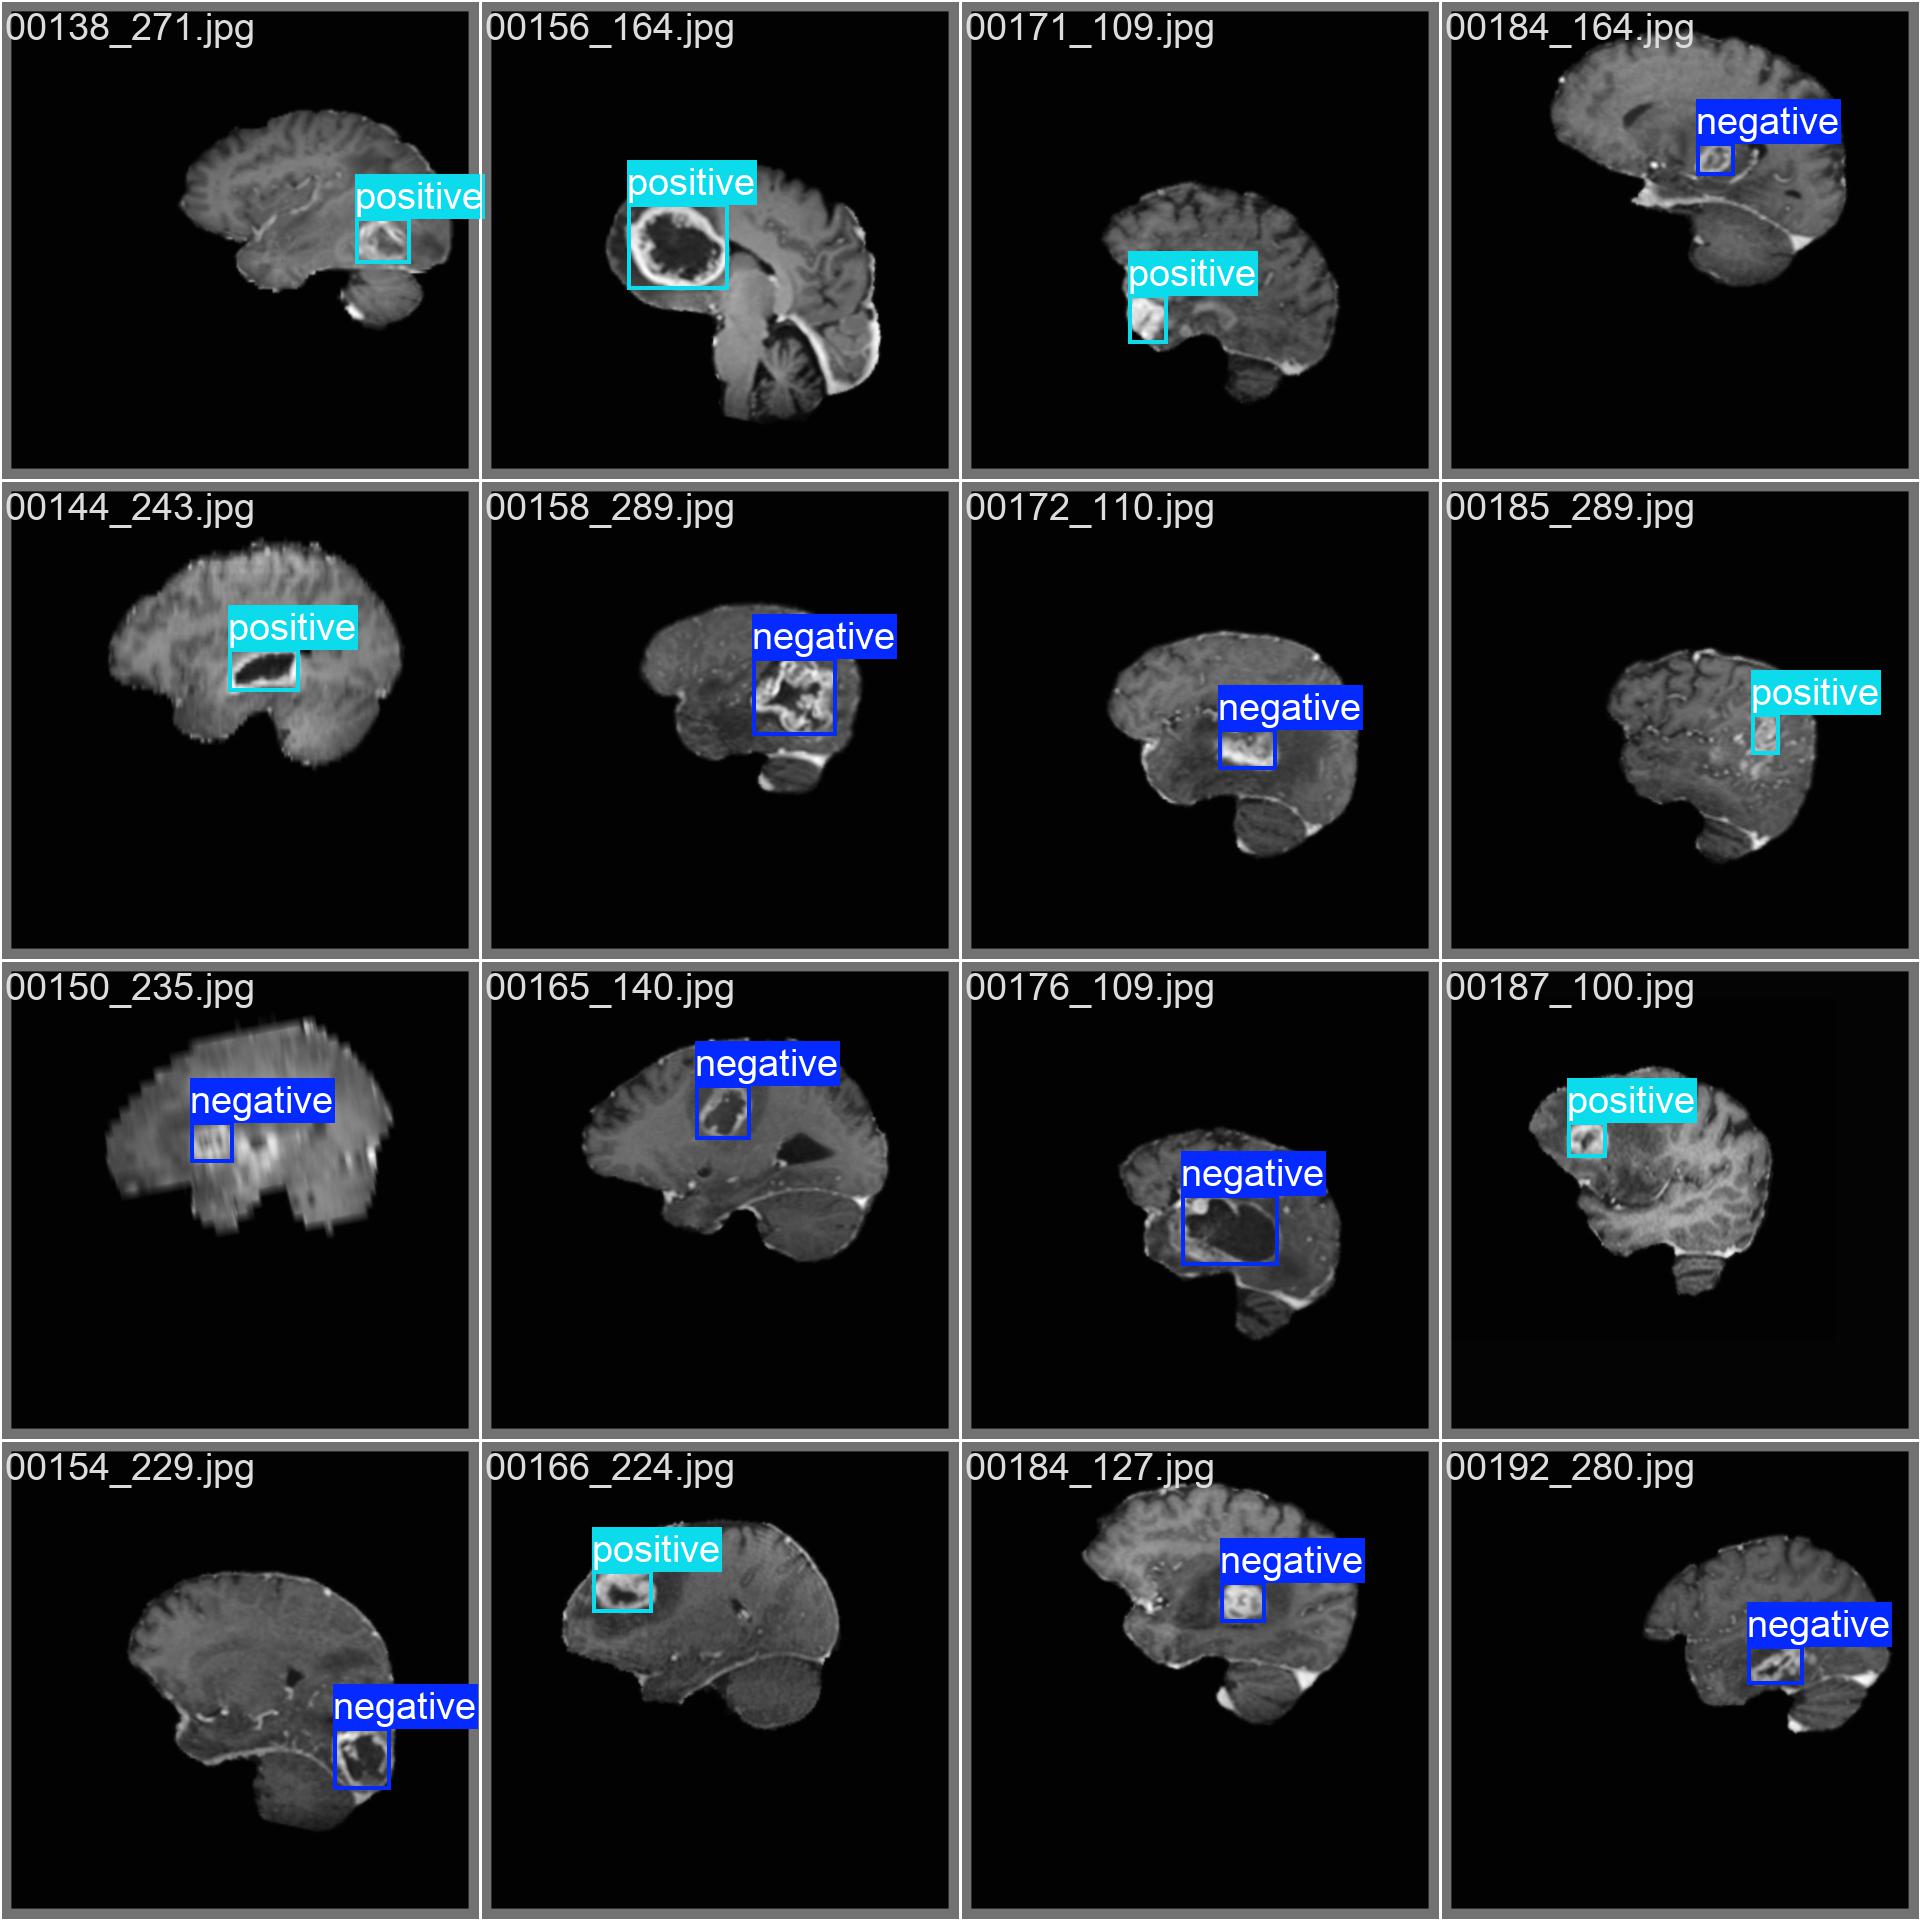 00138_271.jpg
positive
00156_164.jpg
positive
00171_109.jpg
positive
00184_164.jpg
negative
00144_243.jpg
positive
00158_289.jpg
negative
00172_110.jpg
negative
00185_289.jpg
positive
00150_235.jpg
negative
00165_140.jpg
negative
00176_109.jpg
negative
00187_100.jpg
positive
00154_229.jpg
negative
00166_224.jpg
positive
00184_127.jpg
negative
00192_280.jpg
negative